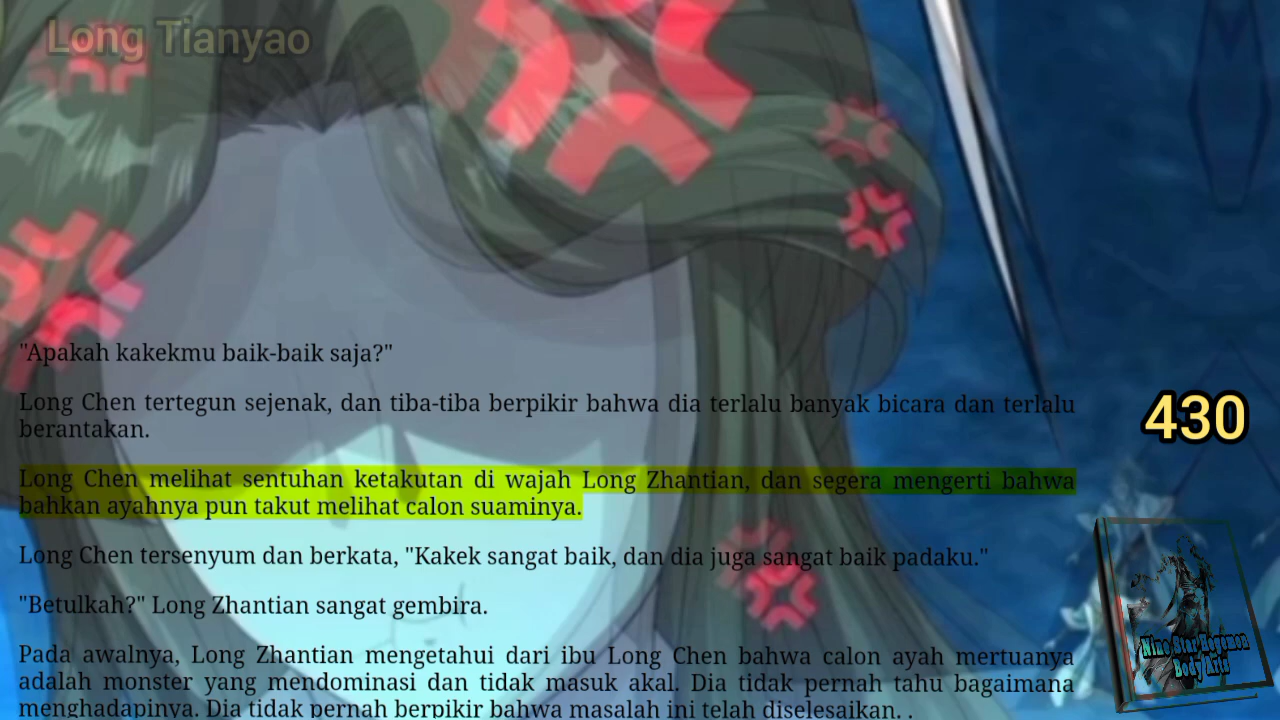 Long Tianyao
"Apakah kakekmu baik-baik saja?"
Long Chen tertegun sejenak, dan tiba-tiba berpikir bahwa dia terlalu banyak bicara dan terlalu
berantakan.
430
Long Chen melihat sentuhan ketakutan di wajah Long Zhantian, dan segera mengerti bahwa
bahkan ayahnya pun takut melihat calon suaminya.
Long Chen tersenyum dan berkata, "Kakek sangat baik, dan dia juga sangat baik padaku."
"Betulkah?" Long Zhantian sangat gembira.
Pada awalnya, Long Zhantian mengetahui dari ibu Long Chen bahwa calon ayah mertuanya
adalah monster yang mendominasi dan tidak masuk akal. Dia tidak pernah tahu bagaimana
menghadapinya. Dia tidak pernah berpikir bahwa masalah ini telah diselesaikan. .
Nine Star Hegemon
Body Arts